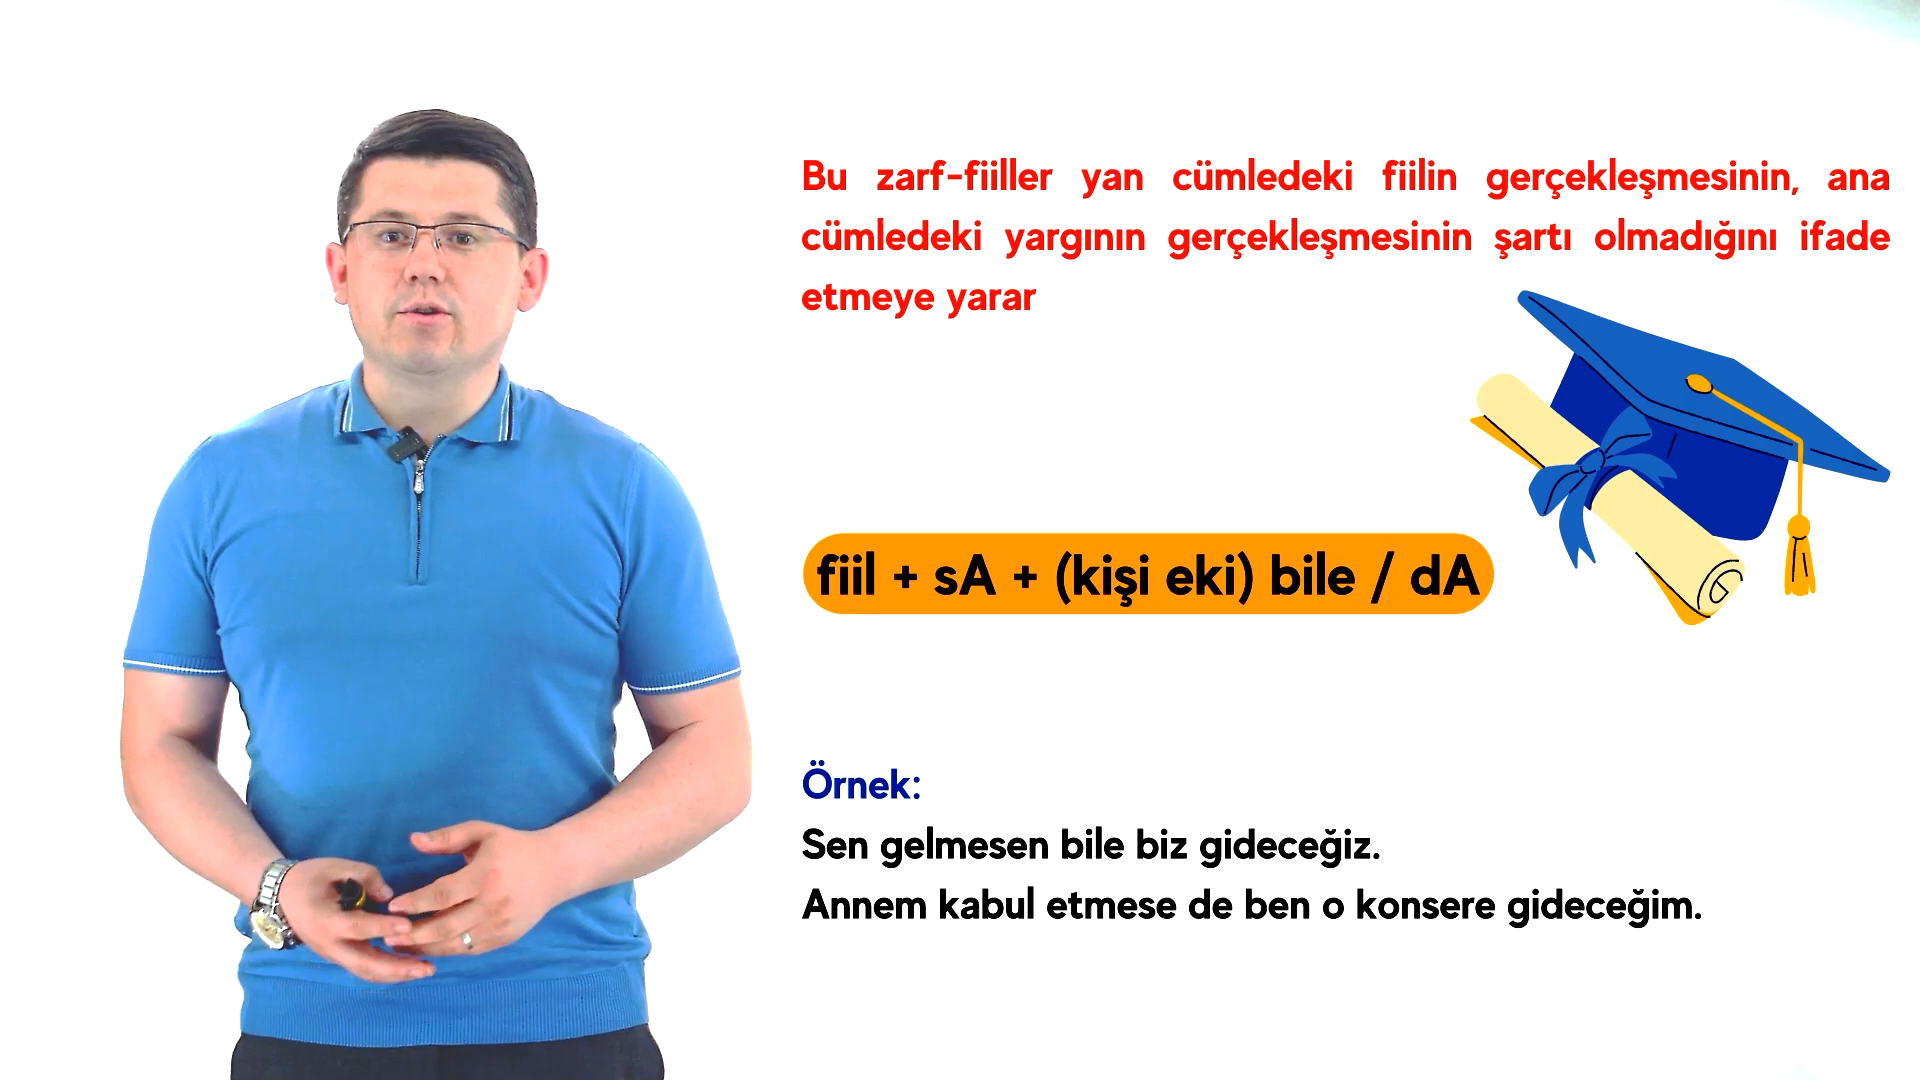 Bu zarf-fiiller yan cümledeki fiilin gerçekleşmesinin, ana
cümledeki yargının gerçekleşmesinin şartı olmadığını ifade
etmeye yarar
fiil + sA + (kişi eki) bile / dA
Örnek:
Sen gelmesen bile biz gideceğiz.
Annem kabul etmese de ben o konsere gideceğim.